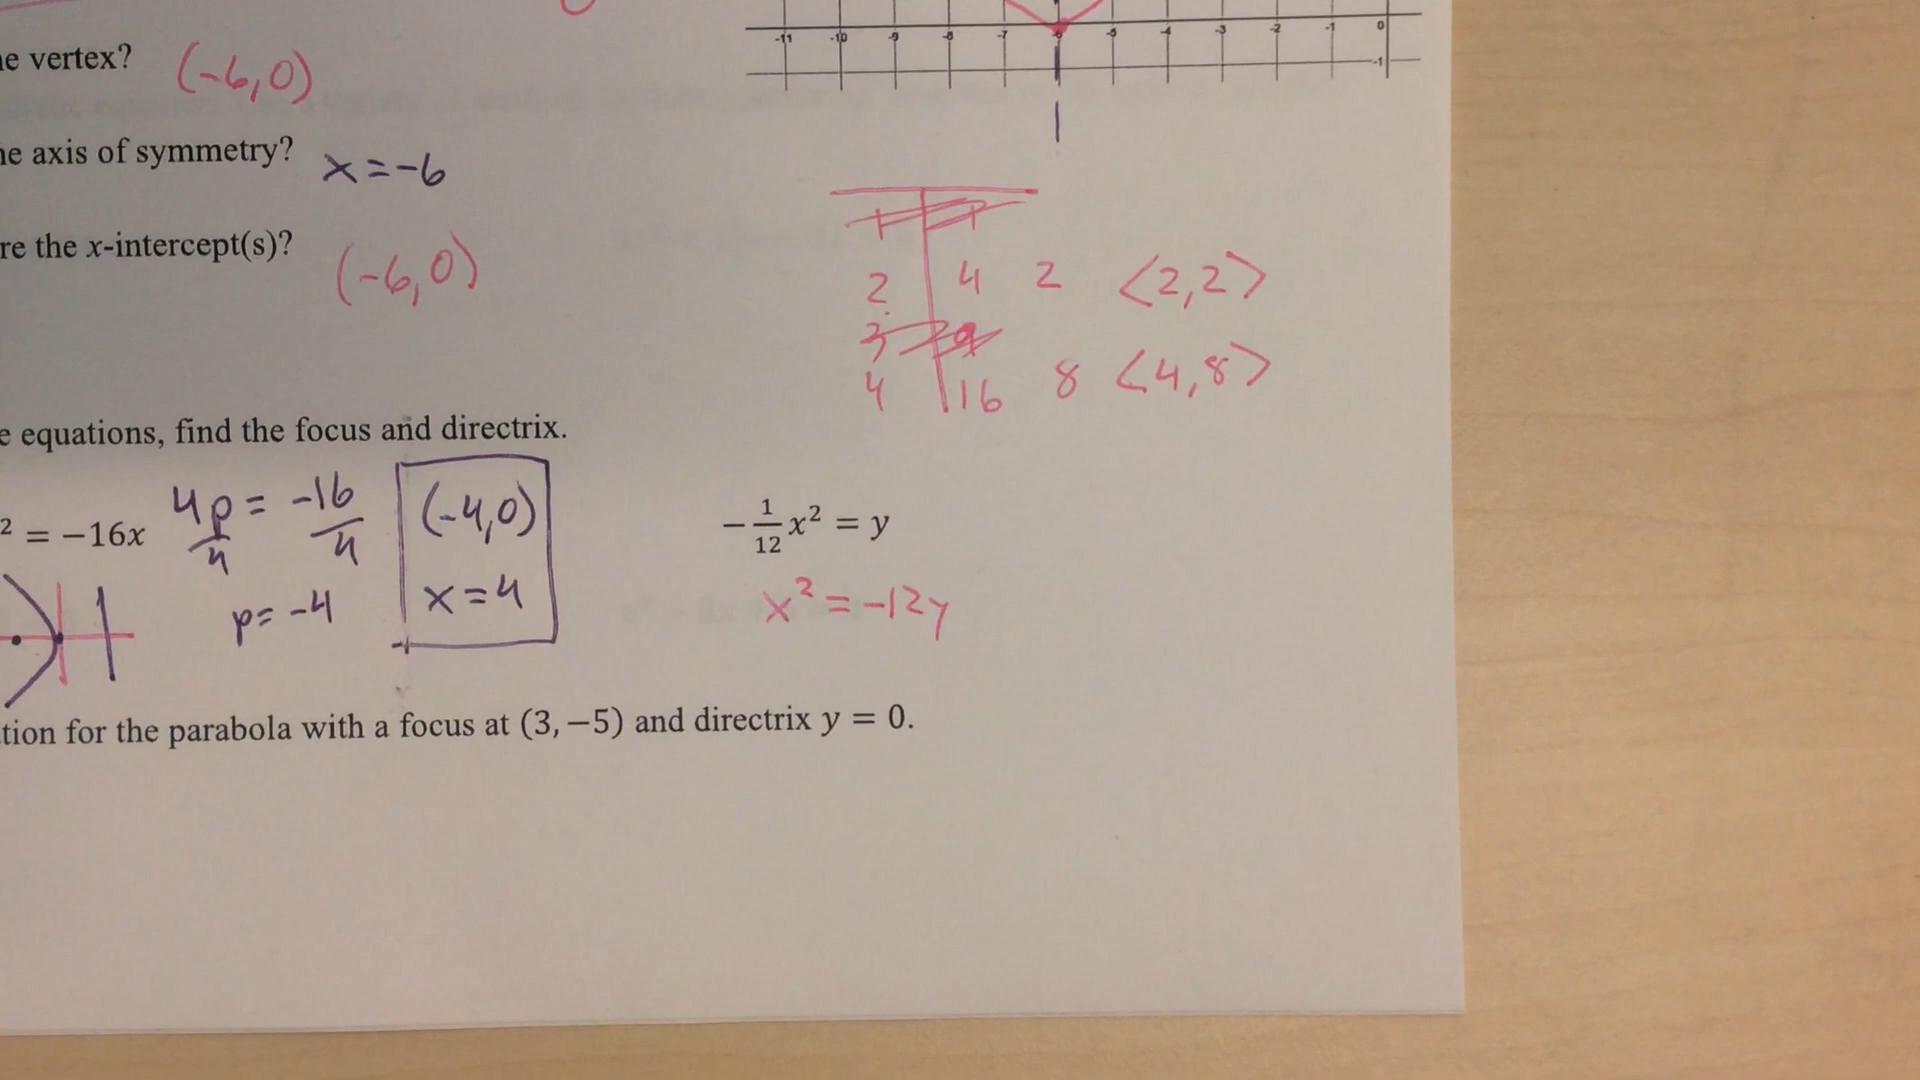 -11 -10 -9 -8 -7 -6 -5 -4 -3 -2 -1 0
-1
e vertex? (-6,0)
e axis of symmetry? x=-6
re the x-intercept(s)? (-6,0)
2 4 2 <2,2>
3 9
4 16 8 <4,8>
e equations, find the focus and directrix.
² = −16x 4p = -16 (-4,0)
4 4
p = -4 x=4
−1/12 x² = y
x² = -12y
tion for the parabola with a focus at (3, −5) and directrix y = 0.